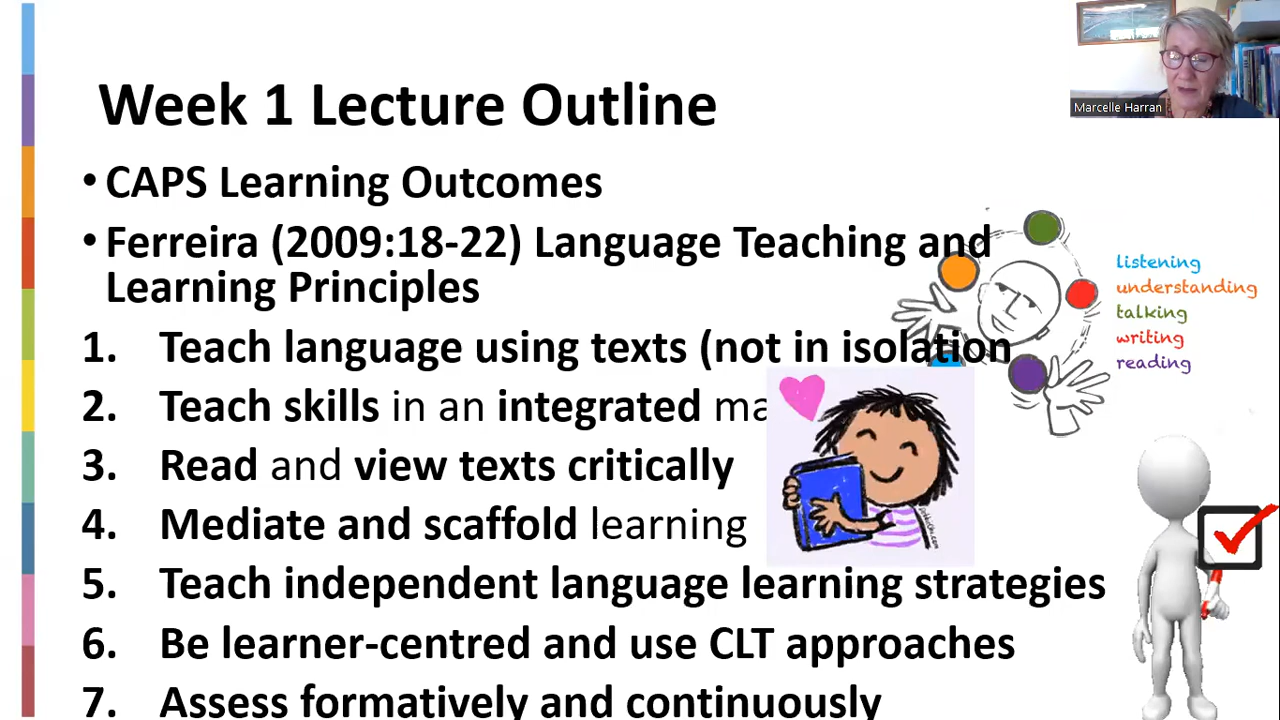 Week 1 Lecture Outline
Marcelle Harran
• CAPS Learning Outcomes
• Ferreira (2009:18-22) Language Teaching and
Learning Principles
listening
understanding
talking
writing
reading
1. Teach language using texts (not in isolation
2. Teach skills in an integrated ma
3. Read and view texts critically
4. Mediate and scaffold learning
5. Teach independent language learning strategies
6. Be learner-centred and use CLT approaches
7. Assess formatively and continuously